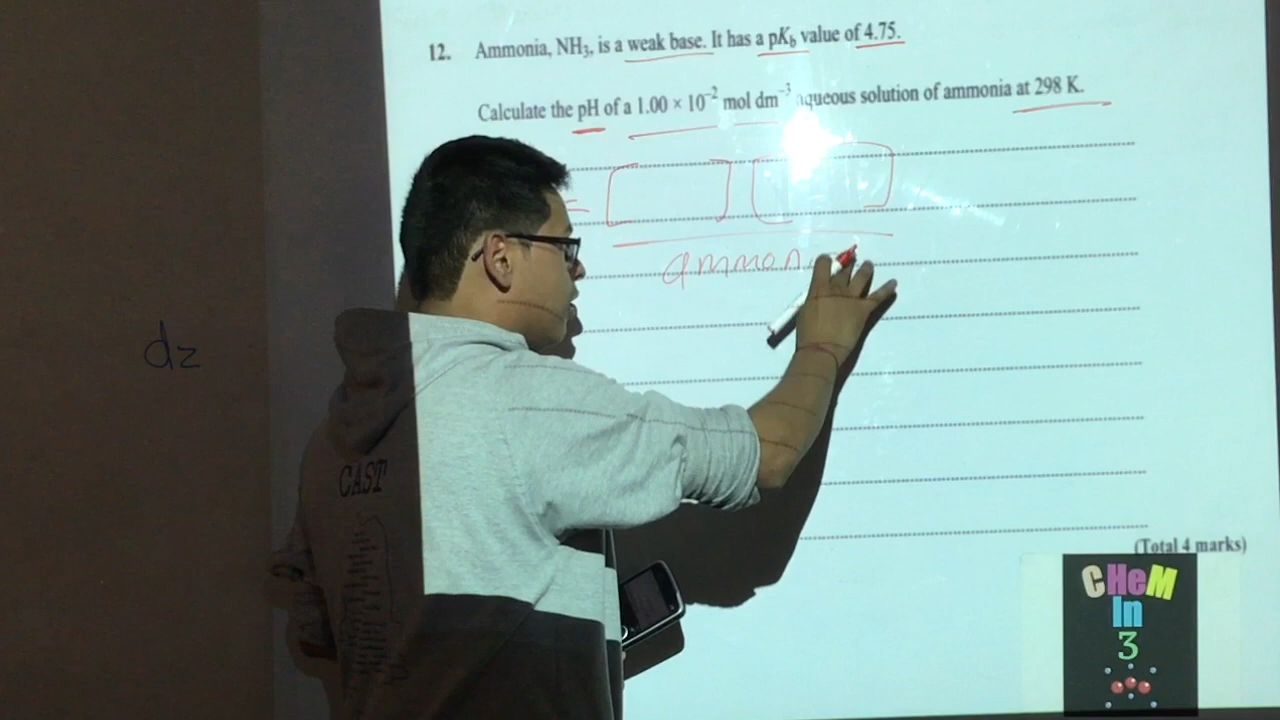 12. Ammonia, NH₃, is a weak base. It has a pK_b value of 4.75.
Calculate the pH of a 1.00 × 10⁻² mol dm⁻³ aqueous solution of ammonia at 298 K.
= [ ] [ ]
ammon
dz
CAST
(Total 4 marks)
CHeM
In
3